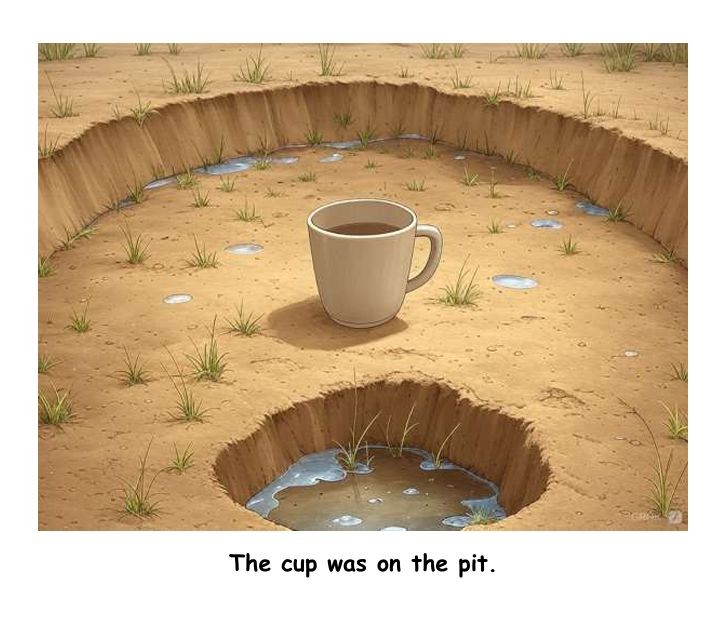 The cup was on the pit.